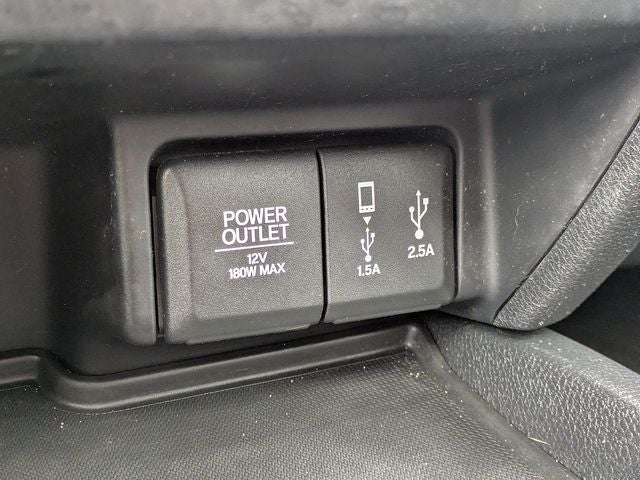 POWER
OUTLET
12V
180W MAX
1.5A
2.5A